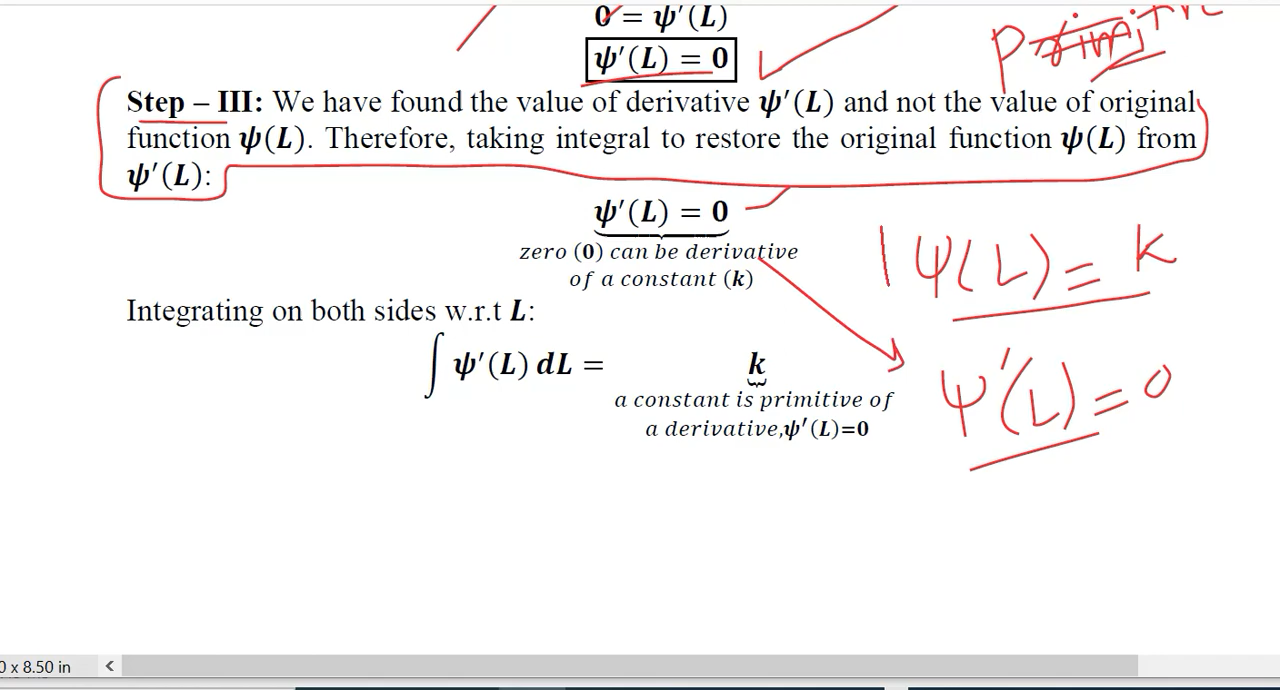 0 = ψ′(L)
Primitive
ψ′(L) = 0
Step – III: We have found the value of derivative ψ′(L) and not the value of original
function ψ(L). Therefore, taking integral to restore the original function ψ(L) from
ψ′(L):
ψ′(L) = 0
zero (0) can be derivative
of a constant (k)
ψ(L) = k
Integrating on both sides w.r.t L:
∫ ψ′(L) dL = k
ψ′(L) = 0
a constant is primitive of
a derivative,ψ′(L)=0
0 x 8.50 in